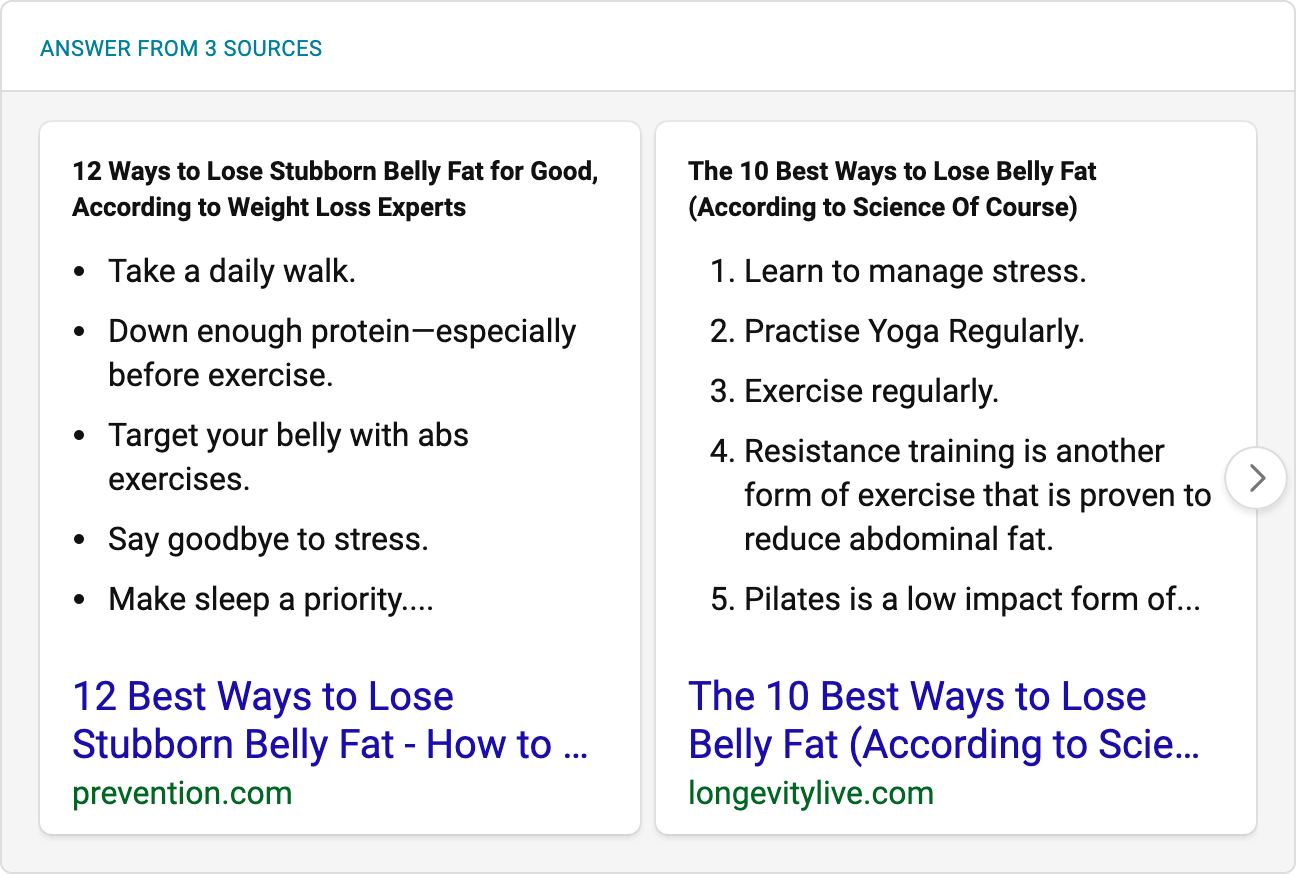 ANSWER FROM 3 SOURCES
12 Ways to Lose Stubborn Belly Fat for Good,
According to Weight Loss Experts
• Take a daily walk.
• Down enough protein—especially
before exercise.
• Target your belly with abs
exercises.
• Say goodbye to stress.
• Make sleep a priority....
12 Best Ways to Lose
Stubborn Belly Fat - How to ...
prevention.com
The 10 Best Ways to Lose Belly Fat
(According to Science Of Course)
1. Learn to manage stress.
2. Practise Yoga Regularly.
3. Exercise regularly.
4. Resistance training is another
form of exercise that is proven to
reduce abdominal fat.
5. Pilates is a low impact form of...
The 10 Best Ways to Lose
Belly Fat (According to Scie...
longevitylive.com